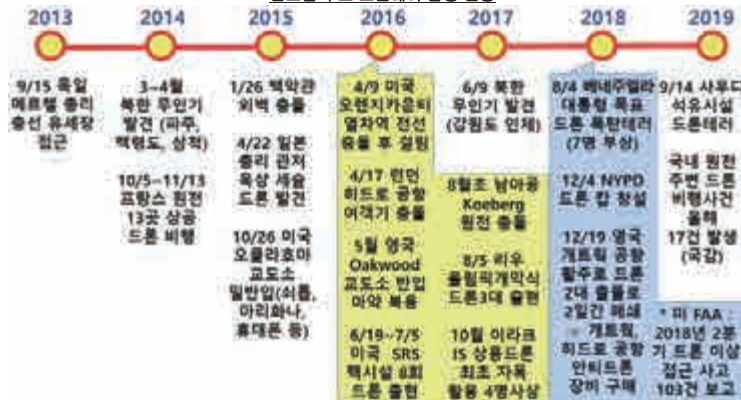 2013
2014
2015
2016
2017
2018
2019
9/15 독일
메르켈 총리
총선 유세장
접근
3~4월
북한 무인기
발견 (파주,
백령도, 삼척)
10/5~11/13
프랑스 원전
13곳 상공
드론 비행
1/26 백악관
외벽 충돌
4/22 일본
총리 관저
옥상 세슘
드론 발견
10/26 미국
오클라호마
교도소
밀반입(쇠톱,
마리화나,
휴대폰 등)
4/9 미국
오렌지카운티
열차역 전선
충돌 후 걸림
4/17 런던
히드로 공항
여객기 충돌
5월 영국
Oakwood
교도소 반입
마약 복용
6/19~7/5
미국 SRS
핵시설 8회
드론 출현
6/9 북한
무인기 발견
(강원도 인제)
8월초 남아공
Koeberg
원전 충돌
8/5 리우
올림픽개막식
드론3대 출현
10월 이라크
IS 상용드론
최초 자폭
활용 4명사상
8/4 베네주엘라
대통령 목표
드론 폭탄테러
(7명 부상)
12/4 NYPD
드론 캅 창설
12/19 영국
개트윅 공항
활주로 드론
2대 출몰로
2일간 폐쇄
개트윅,
히드로 공항
안티드론
장비 구매
9/14 사우디
석유시설
드론테러
국내 원전
주변 드론
비행사건
올해
17건 발생
(국감)
* 미 FAA :
2018년 2분
기 드론 이상
접근 사고
103건 보고